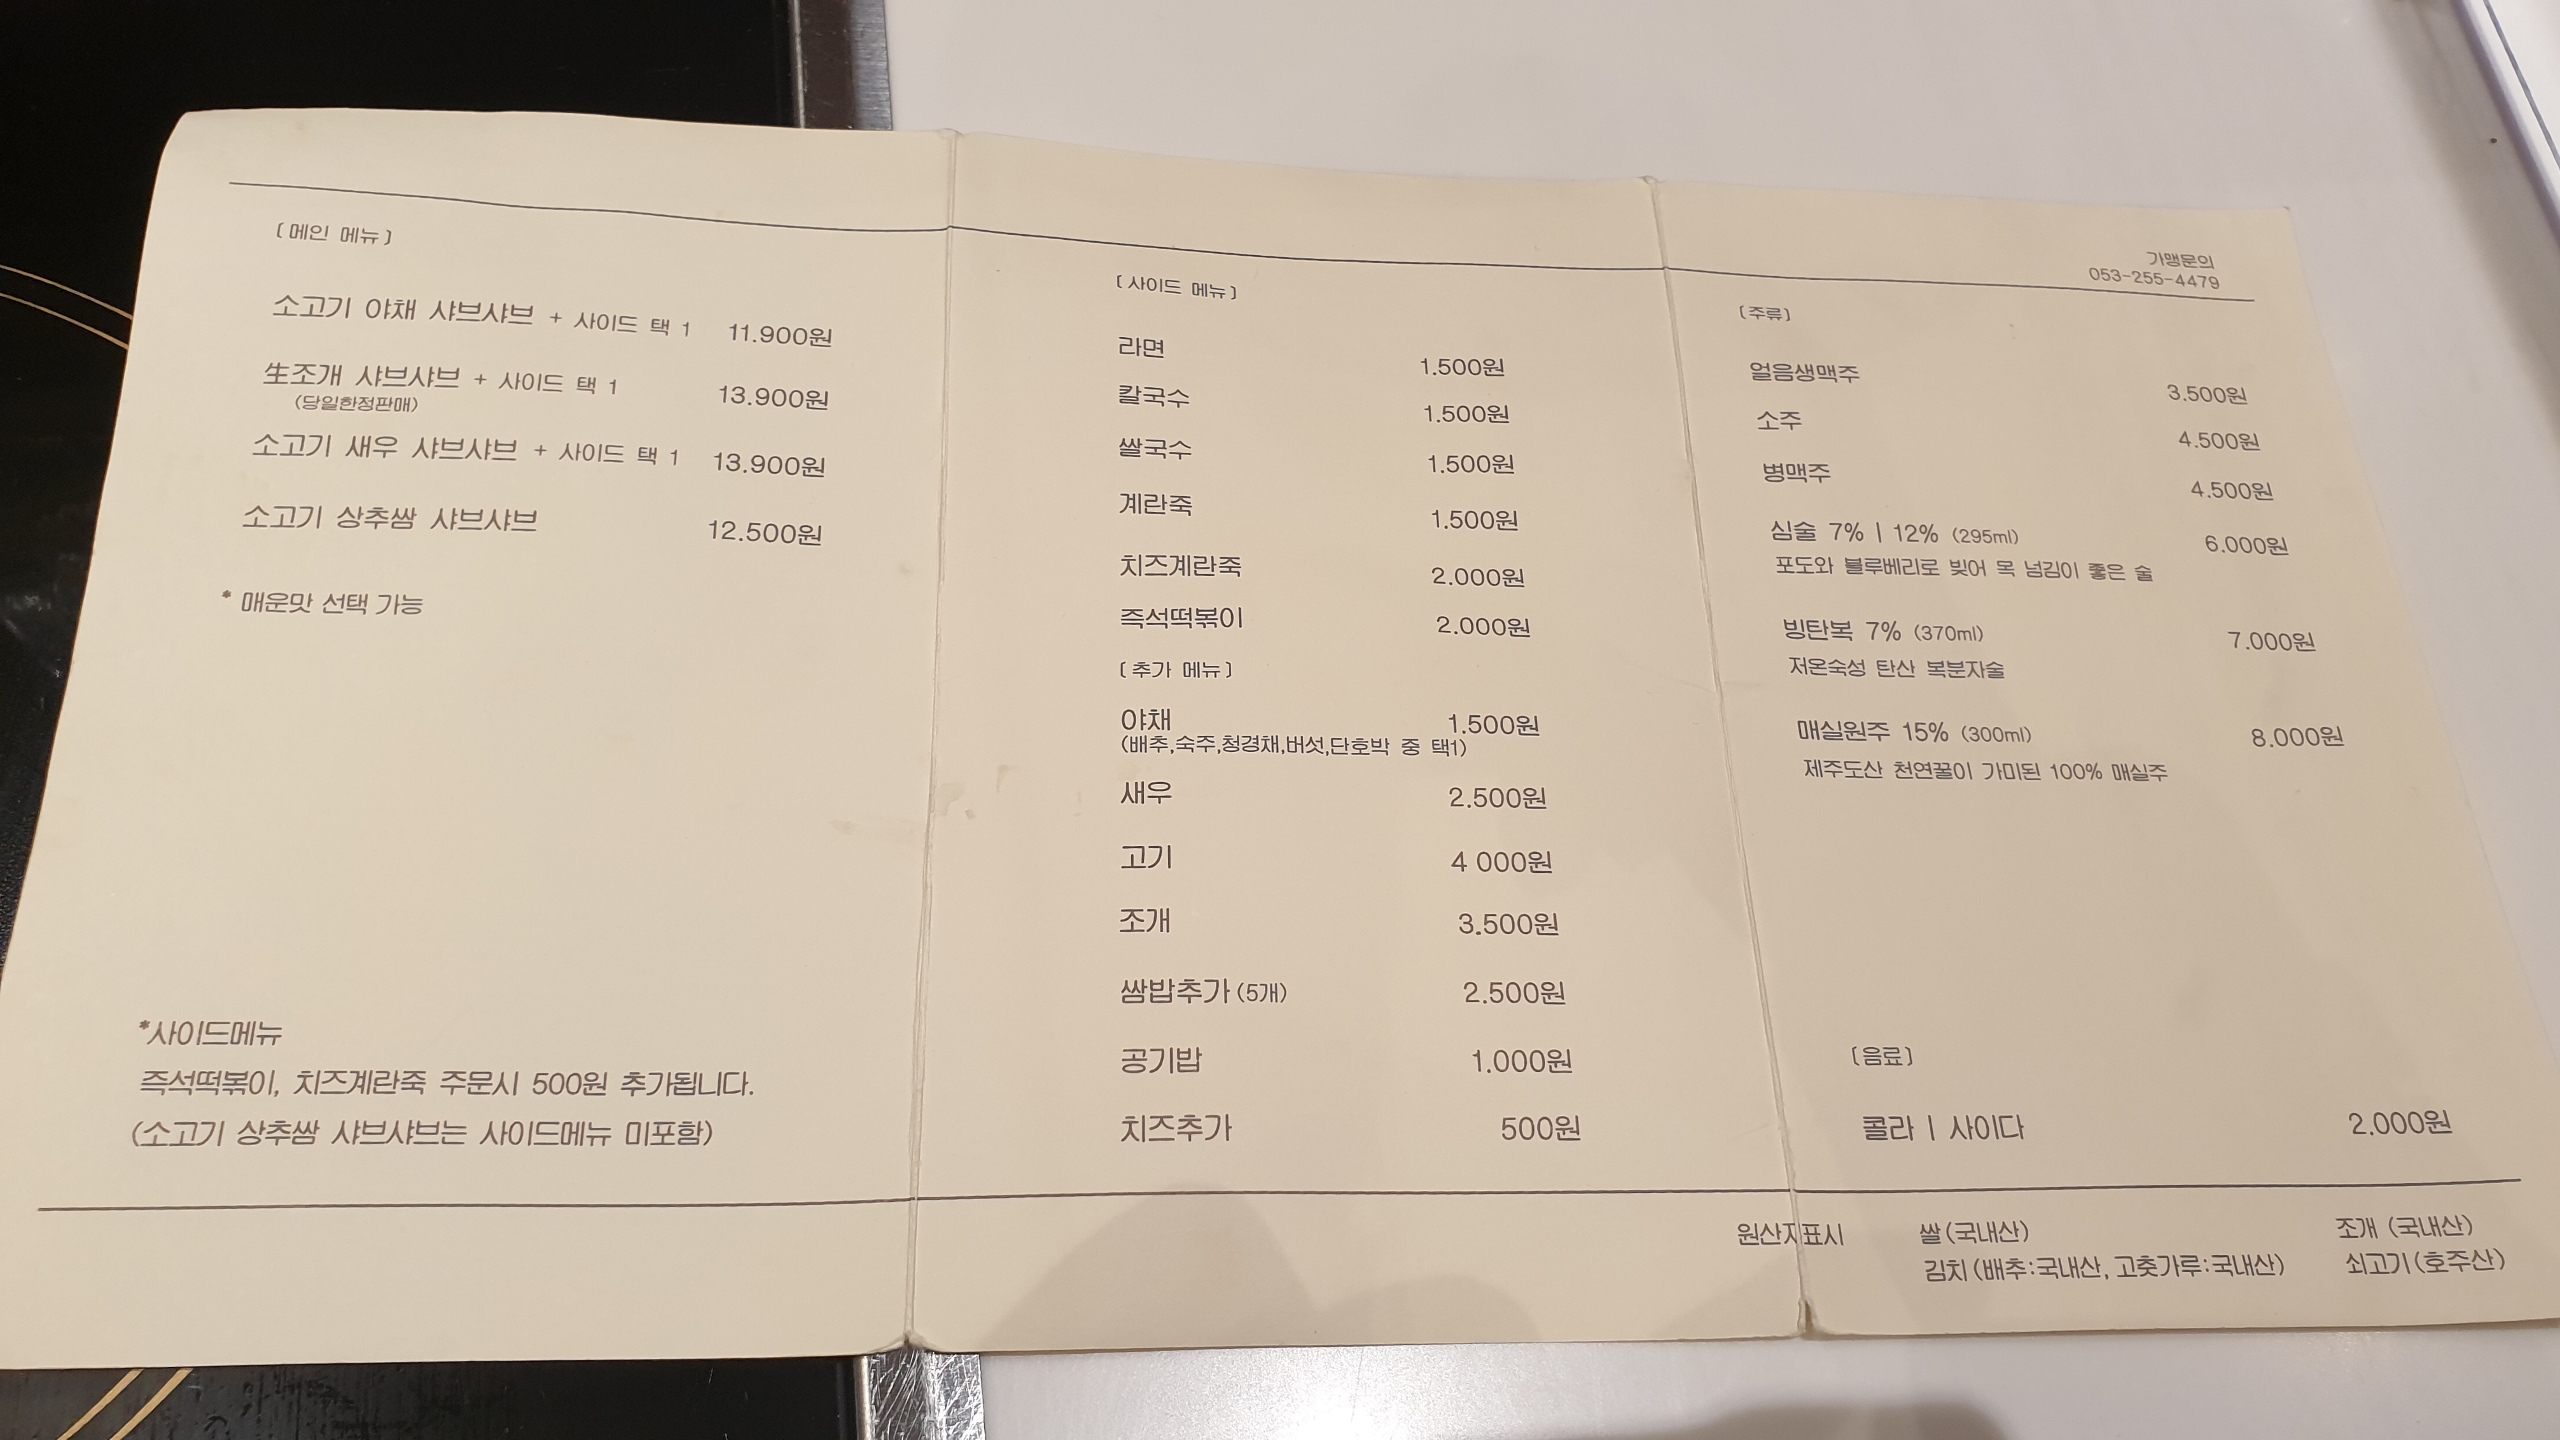 [메인 메뉴]
소고기 야채 샤브샤브 + 사이드 택 1 11.900원
生조개 샤브샤브 + 사이드 택 1 13.900원
(당일한정판매)
소고기 새우 샤브샤브 + 사이드 택 1 13.900원
소고기 상추쌈 샤브샤브 12.500원
* 매운맛 선택 가능
*사이드메뉴
즉석떡볶이, 치즈계란죽 주문시 500원 추가됩니다.
(소고기 상추쌈 샤브샤브는 사이드메뉴 미포함)
[사이드 메뉴]
라면 1.500원
칼국수 1.500원
쌀국수 1.500원
계란죽 1.500원
치즈계란죽 2.000원
즉석떡볶이 2.000원
[추가 메뉴]
야채 1.500원
(배추,숙주,청경채,버섯,단호박 중 택1)
새우 2.500원
고기 4 000원
조개 3.500원
쌈밥추가 (5개) 2.500원
공기밥 1.000원
치즈추가 500원
가맹문의
053-255-4479
[주류]
얼음생맥주 3.500원
소주 4.500원
병맥주 4.500원
심술 7% | 12% (295ml) 6.000원
포도와 블루베리로 빚어 목 넘김이 좋은 술
빙탄복 7% (370ml) 7.000원
저온숙성 탄산 복분자술
매실원주 15% (300ml) 8.000원
제주도산 천연꿀이 가미된 100% 매실주
[음료]
콜라 | 사이다 2.000원
원산지표시 쌀(국내산) 조개 (국내산)
김치(배추:국내산, 고춧가루:국내산) 쇠고기(호주산)